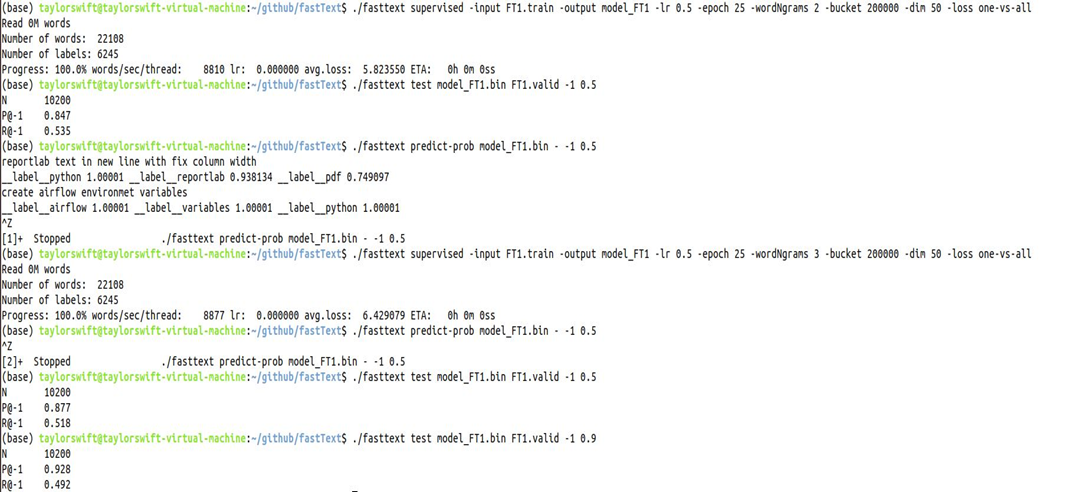 (base) taylorswift@taylorswift-virtual-machine:~/github/fastText$ ./fasttext supervised -input FT1.train -output model_FT1 -lr 0.5 -epoch 25 -wordNgrams 2 -bucket 200000 -dim 50 -loss one-vs-all
Read 0M words
Number of words:  22108
Number of labels: 6245
Progress: 100.0% words/sec/thread:    8810 lr:  0.000000 avg.loss:  5.823550 ETA:   0h 0m 0ss
(base) taylorswift@taylorswift-virtual-machine:~/github/fastText$ ./fasttext test model_FT1.bin FT1.valid -1 0.5
N       10200
P@-1    0.847
R@-1    0.535
(base) taylorswift@taylorswift-virtual-machine:~/github/fastText$ ./fasttext predict-prob model_FT1.bin - -1 0.5
reportlab text in new line with fix column width
__label__python 1.00001 __label__reportlab 0.938134 __label__pdf 0.749097
create airflow environmet variables
__label__airflow 1.00001 __label__variables 1.00001 __label__python 1.00001
^Z
[1]+  Stopped                 ./fasttext predict-prob model_FT1.bin - -1 0.5
(base) taylorswift@taylorswift-virtual-machine:~/github/fastText$ ./fasttext supervised -input FT1.train -output model_FT1 -lr 0.5 -epoch 25 -wordNgrams 3 -bucket 200000 -dim 50 -loss one-vs-all
Read 0M words
Number of words:  22108
Number of labels: 6245
Progress: 100.0% words/sec/thread:    8877 lr:  0.000000 avg.loss:  6.429079 ETA:   0h 0m 0ss
(base) taylorswift@taylorswift-virtual-machine:~/github/fastText$ ./fasttext predict-prob model_FT1.bin - -1 0.5
^Z
[2]+  Stopped                 ./fasttext predict-prob model_FT1.bin - -1 0.5
(base) taylorswift@taylorswift-virtual-machine:~/github/fastText$ ./fasttext test model_FT1.bin FT1.valid -1 0.5
N       10200
P@-1    0.877
R@-1    0.518
(base) taylorswift@taylorswift-virtual-machine:~/github/fastText$ ./fasttext test model_FT1.bin FT1.valid -1 0.9
N       10200
P@-1    0.928
R@-1    0.492